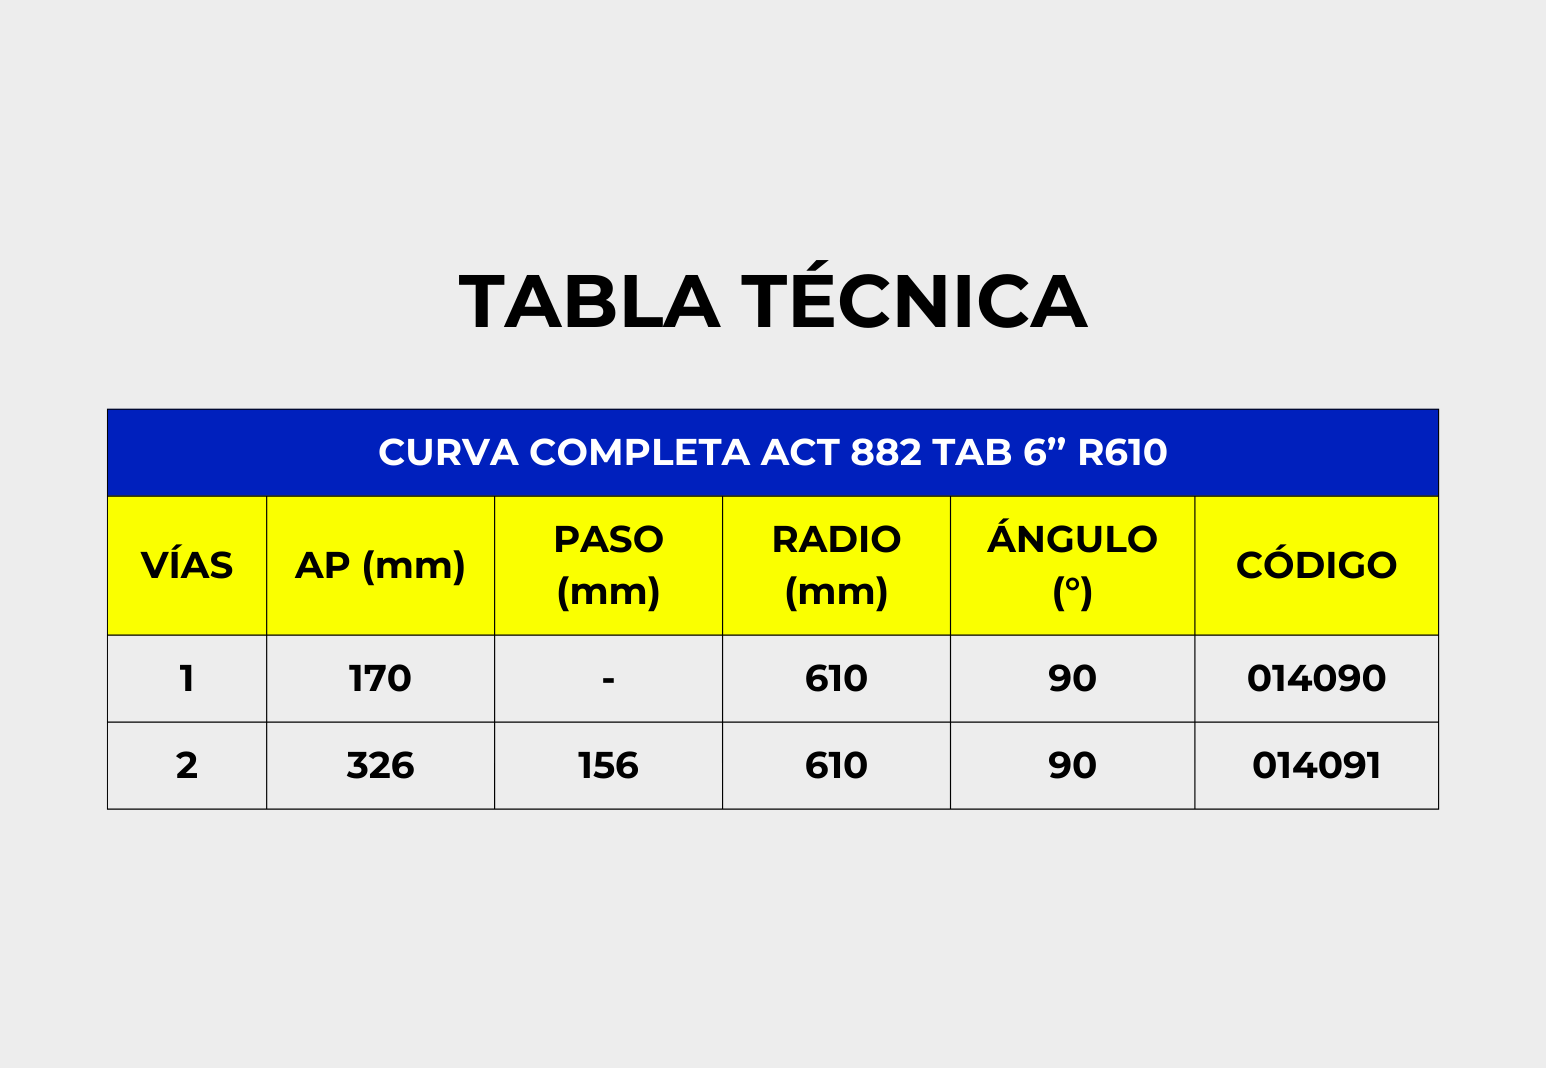 TABLA TÉCNICA
CURVA COMPLETA ACT 882 TAB 6” R610
VÍAS AP (mm) PASO (mm) RADIO (mm) ÁNGULO (°) CÓDIGO
1 170 - 610 90 014090
2 326 156 610 90 014091